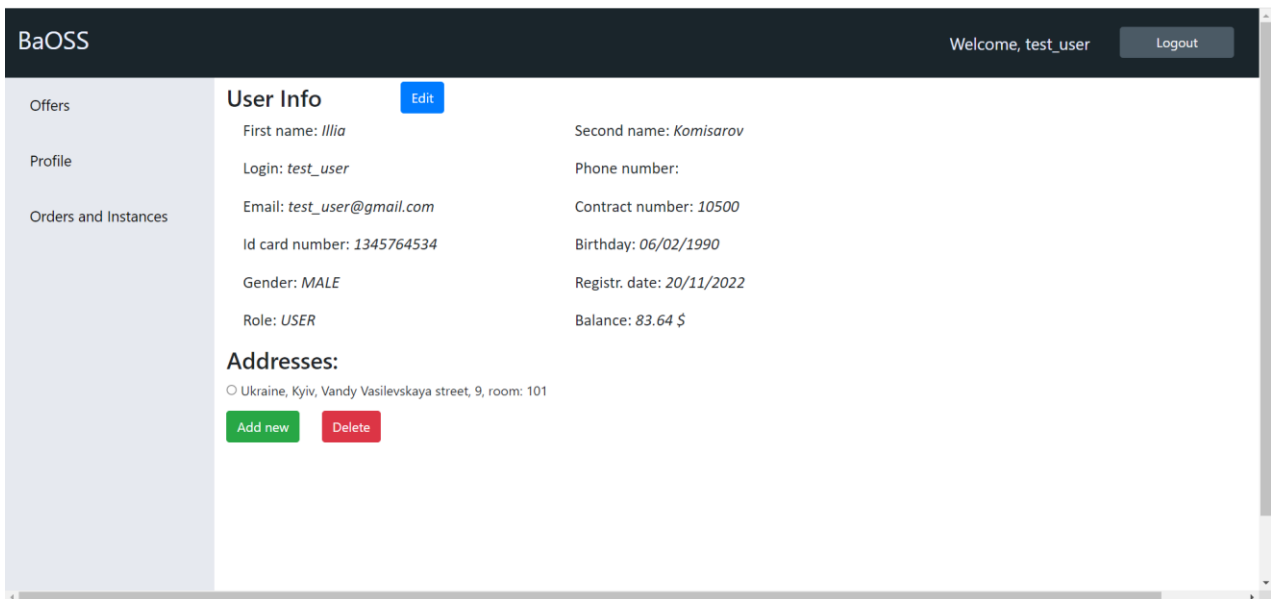 BaOSS
Welcome, test_user
Logout
Offers
Profile
Orders and Instances
User Info
Edit
First name: Illia
Second name: Komisarov
Login: test_user
Phone number:
Email: test_user@gmail.com
Contract number: 10500
Id card number: 1345764534
Birthday: 06/02/1990
Gender: MALE
Registr. date: 20/11/2022
Role: USER
Balance: 83.64 $
Addresses:
Ukraine, Kyiv, Vandy Vasilevskaya street, 9, room: 101
Add new
Delete